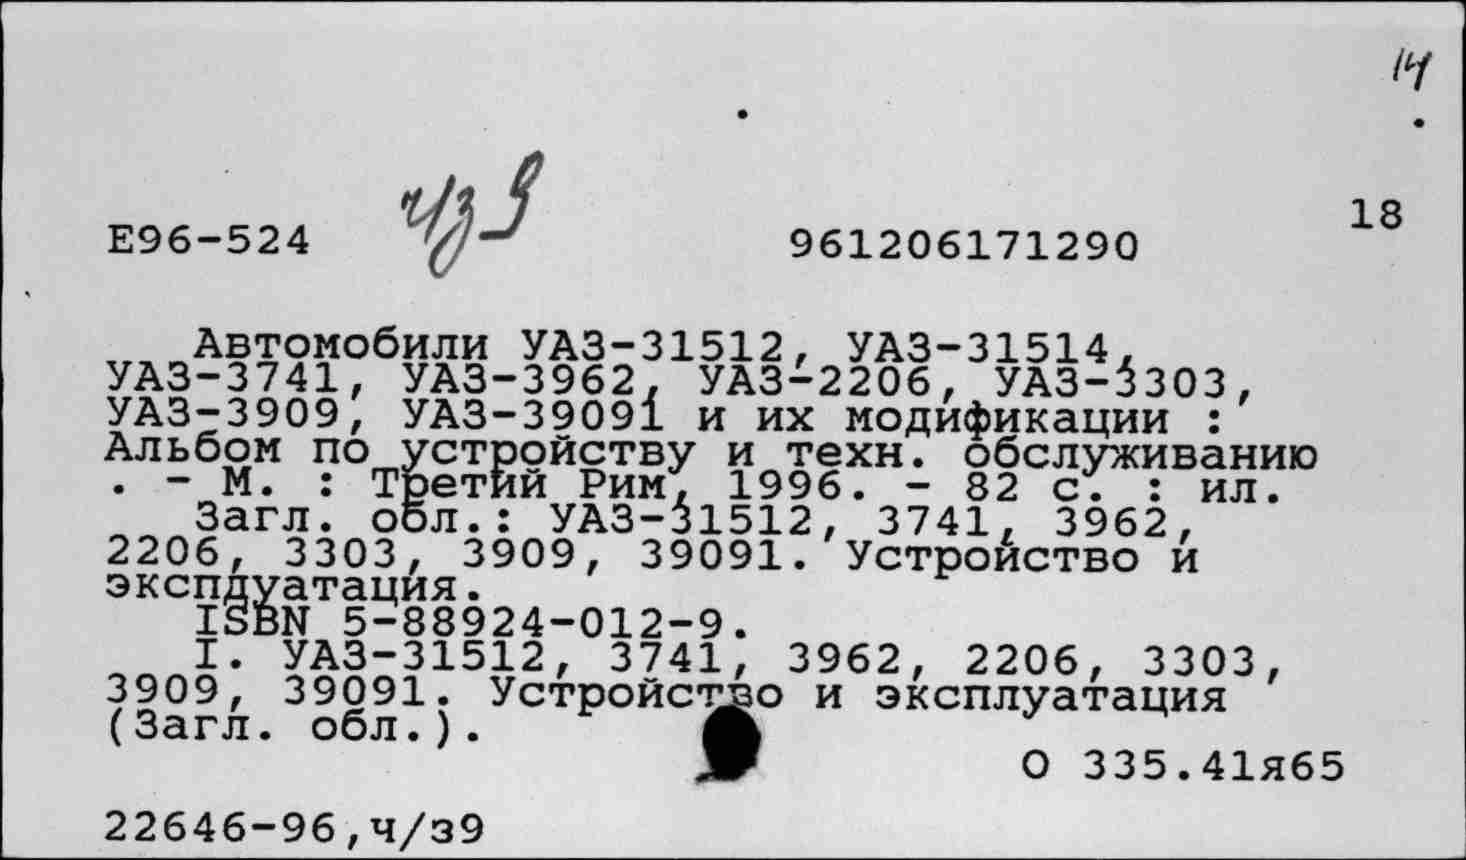 14
18
Е96-524 ч/з 9 961206171290
Автомобили УАЗ-31512, УАЗ-31514,
УАЗ-3741, УАЗ-3962, УАЗ-2206, УАЗ-3303,
УАЗ-3909, УАЗ-39091 и их модификации :
Альбом по устройству и техн. обслуживанию
. - М. : Третий Рим, 1996. - 82 с. : ил.
Загл. обл.: УАЗ-31512, 3741, 3962,
2206, 3303, 3909, 39091. Устройство и
эксплуатация.
ISBN 5-88924-012-9.
I. УАЗ-31512, 3741, 3962, 2206, 3303,
3909, 39091. Устройство и эксплуатация
(Загл. обл.).
О 335.41я65
22646-96,ч/з9